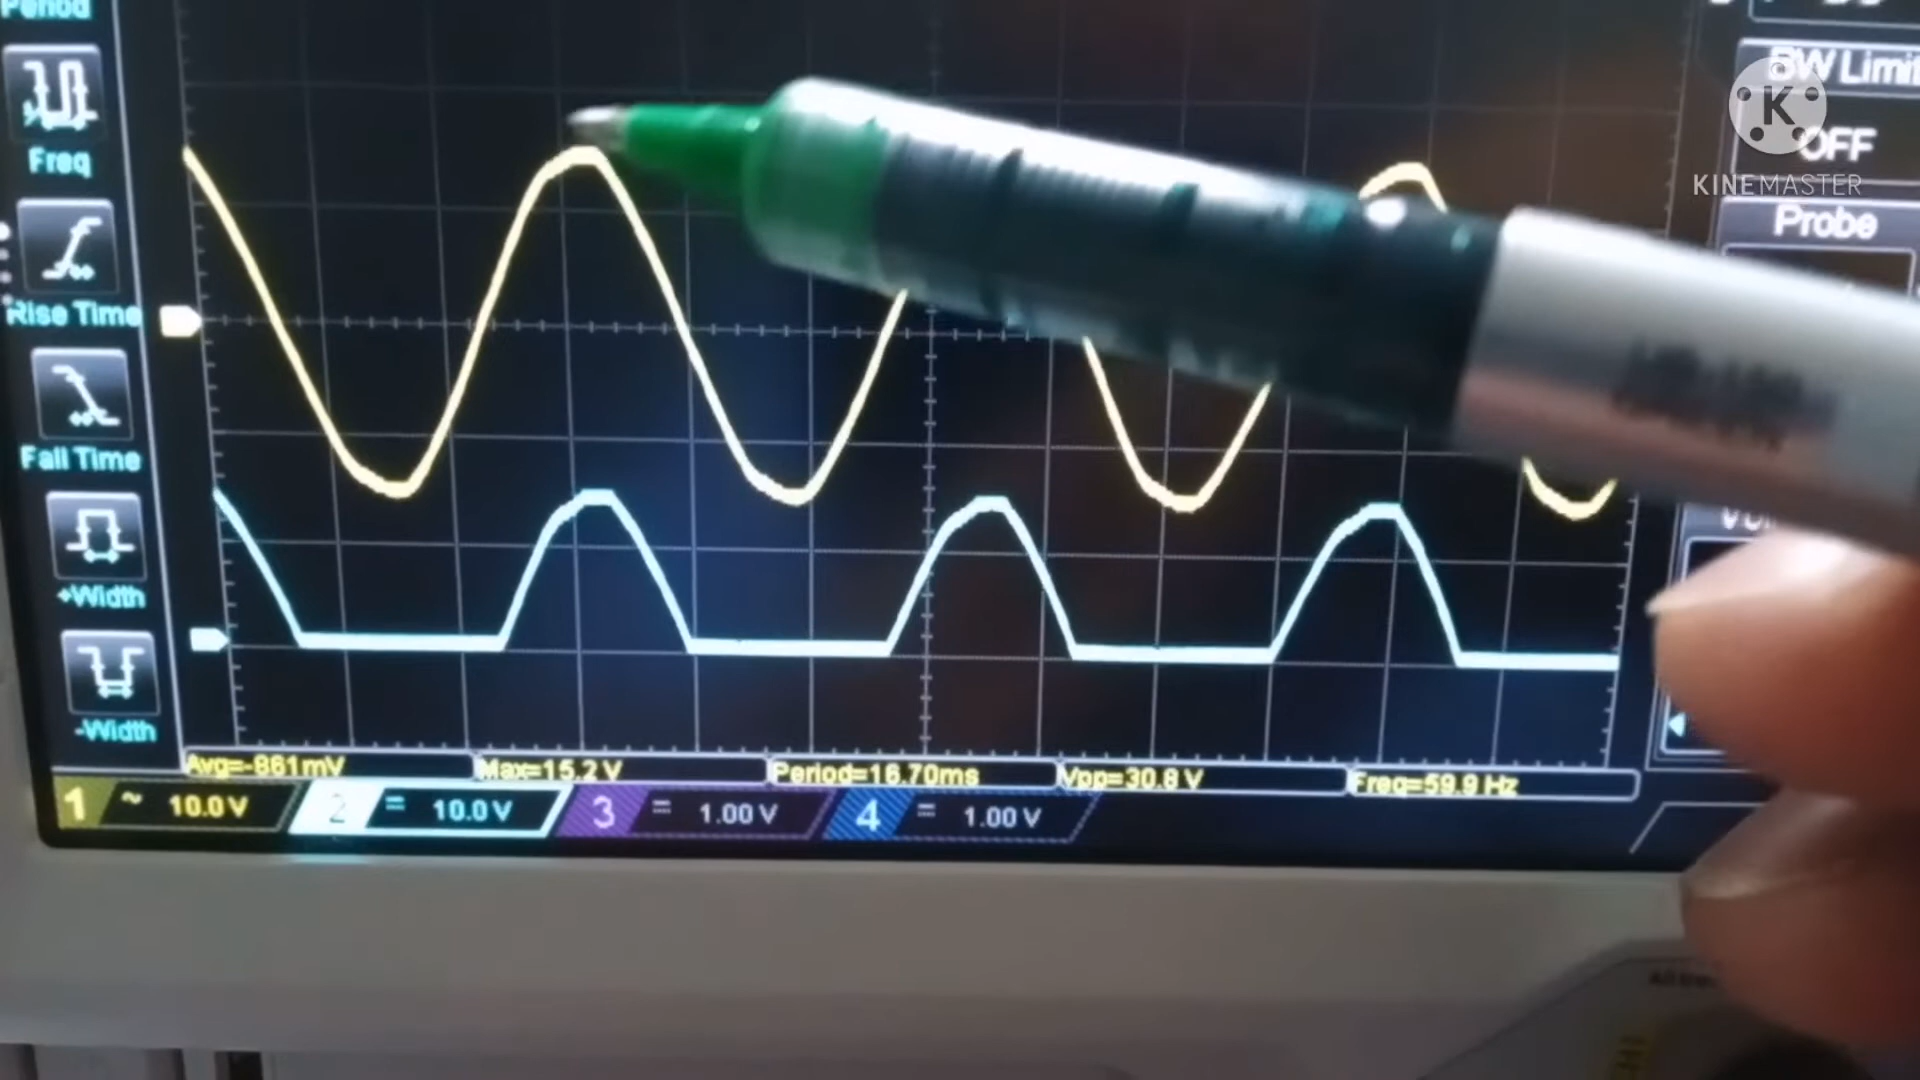 Period
Freq
Rise Time
Fall Time
+Width
-Width
BW Limit
OFF
K
KINEMASTER
Probe
Avg=-861mV
Max=15.2 V
Period=16.70ms
Vpp=30.8 V
Freq=59.9 Hz
1 ~ 10.0 V
2 = 10.0 V
3 = 1.00 V
4 = 1.00 V